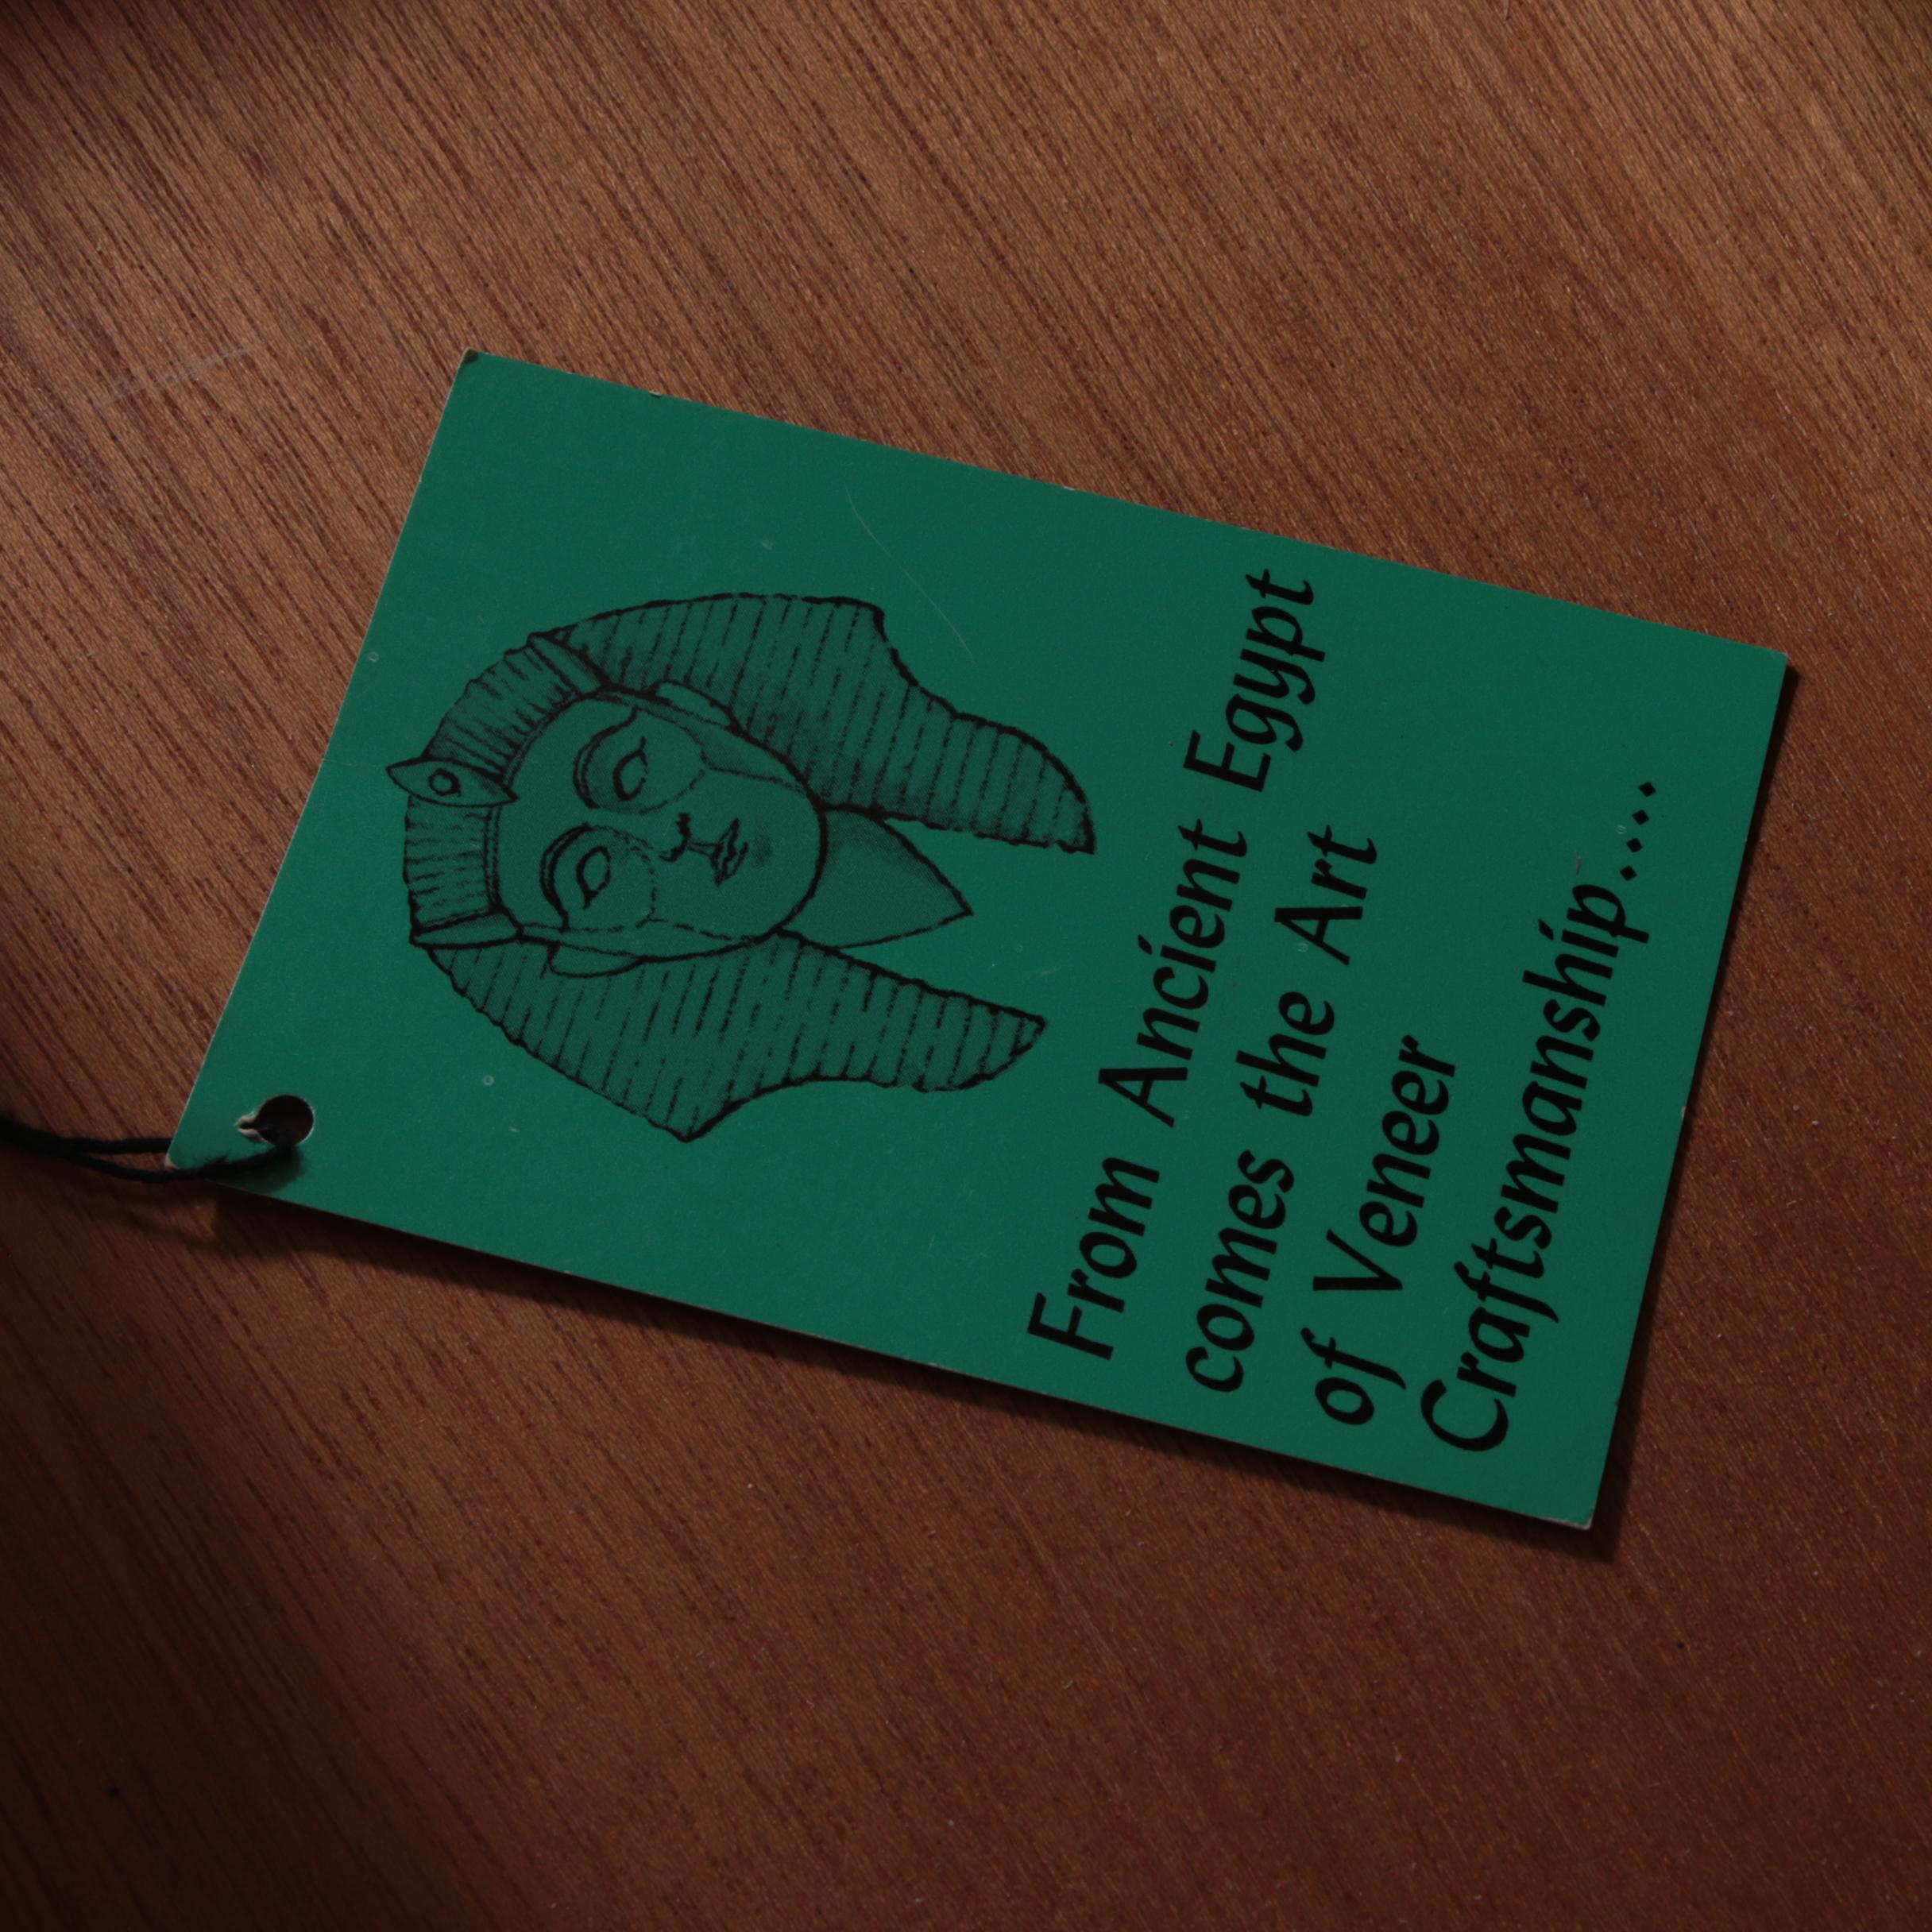 From Ancient Egypt
comes the Art
of Veneer
Craftsmanship....